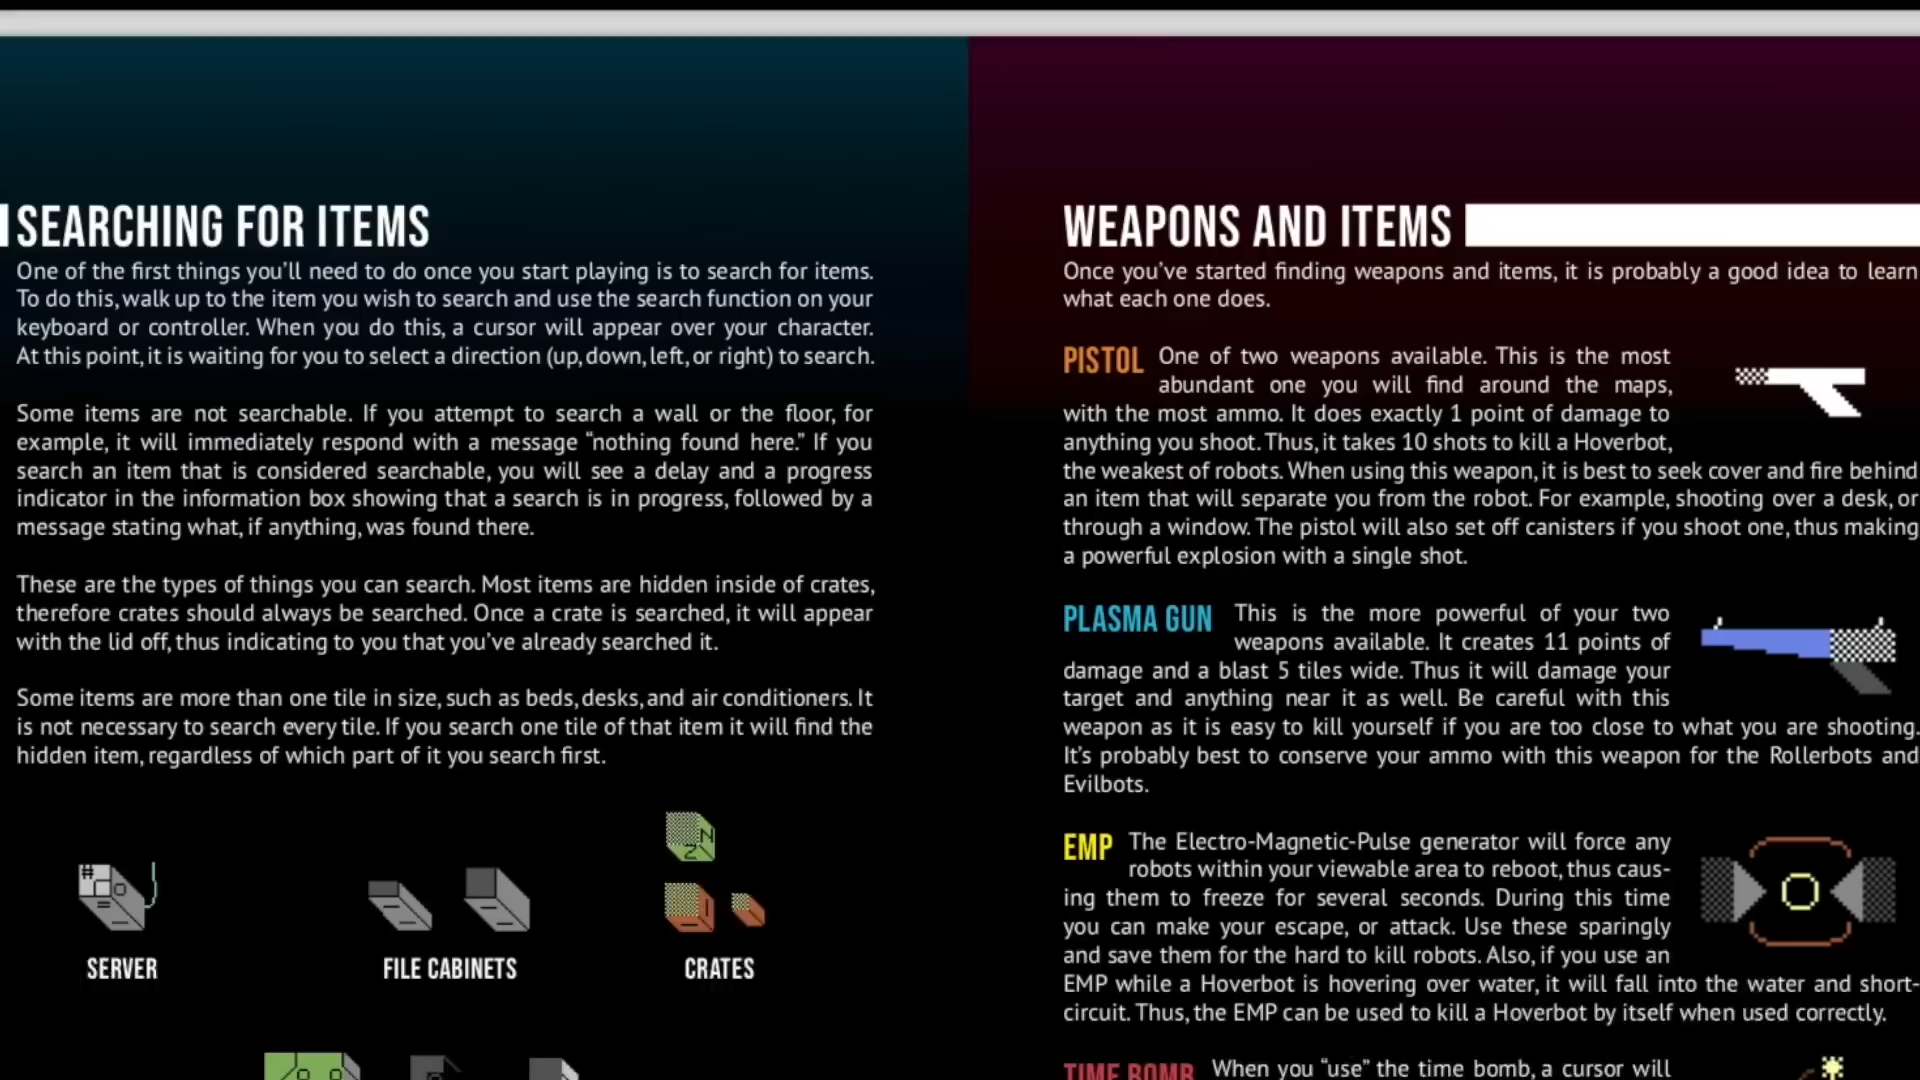 SEARCHING FOR ITEMS
One of the first things you'll need to do once you start playing is to search for items.
To do this, walk up to the item you wish to search and use the search function on your
keyboard or controller. When you do this, a cursor will appear over your character.
At this point, it is waiting for you to select a direction (up, down, left, or right) to search.
Some items are not searchable. If you attempt to search a wall or the floor, for
example, it will immediately respond with a message “nothing found here.” If you
search an item that is considered searchable, you will see a delay and a progress
indicator in the information box showing that a search is in progress, followed by a
message stating what, if anything, was found there.
These are the types of things you can search. Most items are hidden inside of crates,
therefore crates should always be searched. Once a crate is searched, it will appear
with the lid off, thus indicating to you that you've already searched it.
Some items are more than one tile in size, such as beds, desks, and air conditioners. It
is not necessary to search every tile. If you search one tile of that item it will find the
hidden item, regardless of which part of it you search first.
SERVER
FILE CABINETS
CRATES
WEAPONS AND ITEMS
Once you've started finding weapons and items, it is probably a good idea to learn
what each one does.
PISTOL One of two weapons available. This is the most
abundant one you will find around the maps,
with the most ammo. It does exactly 1 point of damage to
anything you shoot. Thus, it takes 10 shots to kill a Hoverbot,
the weakest of robots. When using this weapon, it is best to seek cover and fire behind
an item that will separate you from the robot. For example, shooting over a desk, or
through a window. The pistol will also set off canisters if you shoot one, thus making
a powerful explosion with a single shot.
PLASMA GUN This is the more powerful of your two
weapons available. It creates 11 points of
damage and a blast 5 tiles wide. Thus it will damage your
target and anything near it as well. Be careful with this
weapon as it is easy to kill yourself if you are too close to what you are shooting.
It's probably best to conserve your ammo with this weapon for the Rollerbots and
Evilbots.
EMP The Electro-Magnetic-Pulse generator will force any
robots within your viewable area to reboot, thus caus-
ing them to freeze for several seconds. During this time
you can make your escape, or attack. Use these sparingly
and save them for the hard to kill robots. Also, if you use an
EMP while a Hoverbot is hovering over water, it will fall into the water and short-
circuit. Thus, the EMP can be used to kill a Hoverbot by itself when used correctly.
TIME BOMB When you “use” the time bomb, a cursor will